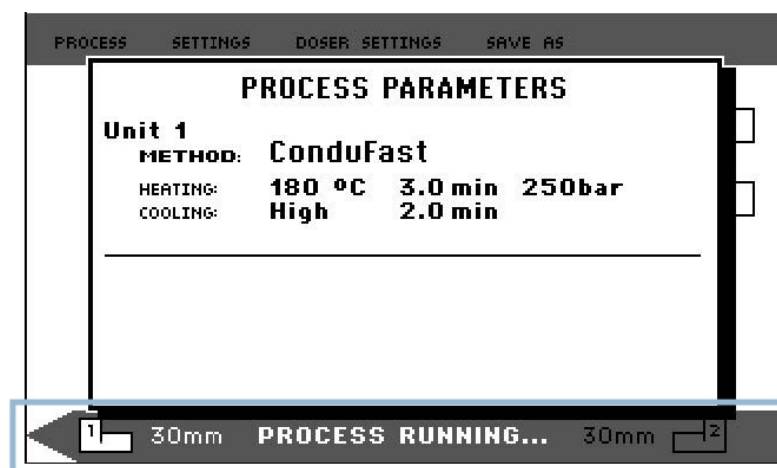 PROCESS SETTINGS DOSER SETTINGS SAVE AS
PROCESS PARAMETERS
Unit 1
METHOD: ConduFast
HEATING: 180 ºC 3.0 min 250bar
COOLING: High 2.0 min
1 30mm PROCESS RUNNING... 30mm 2